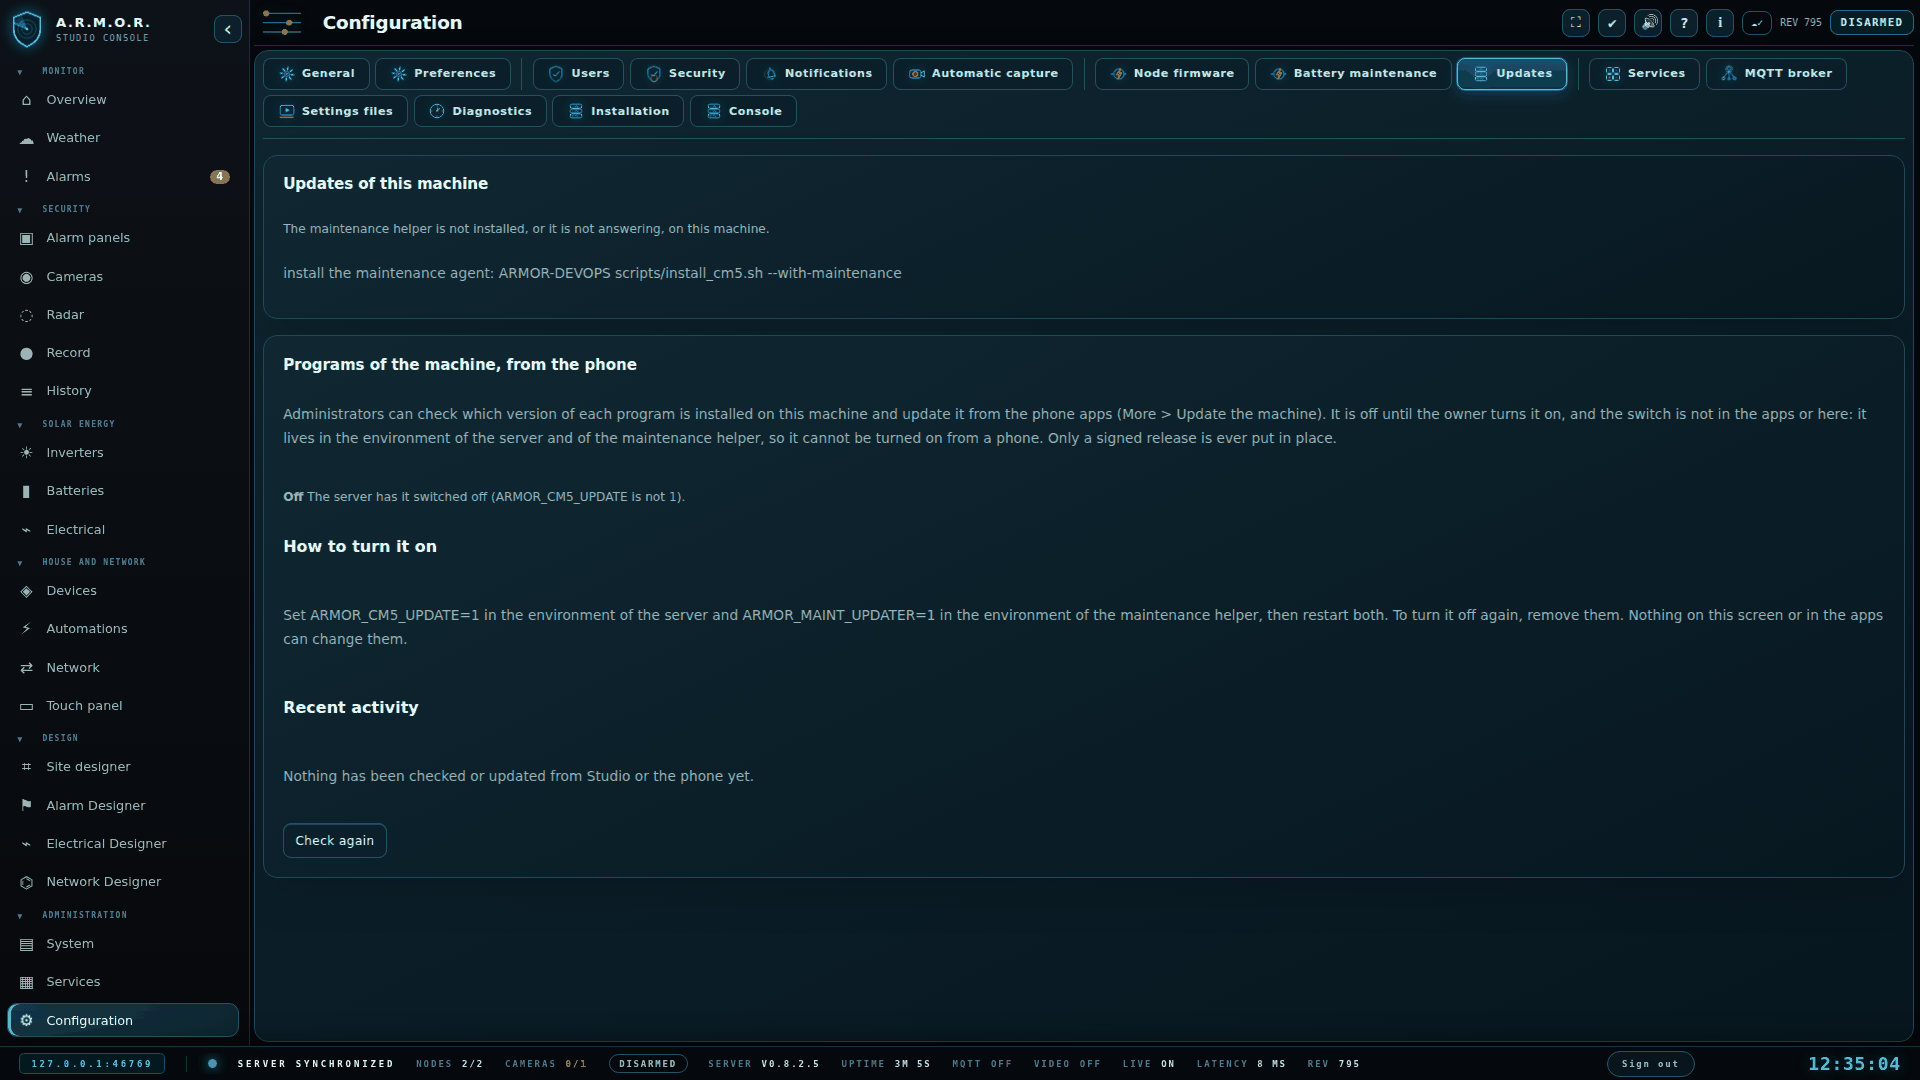 A.R.M.O.R.
STUDIO CONSOLE
MONITOR
Overview
Weather
Alarms 4
SECURITY
Alarm panels
Cameras
Radar
Record
History
SOLAR ENERGY
Inverters
Batteries
Electrical
HOUSE AND NETWORK
Devices
Automations
Network
Touch panel
DESIGN
Site designer
Alarm Designer
Electrical Designer
Network Designer
ADMINISTRATION
System
Services
Configuration
Configuration
REV 795 DISARMED
General Preferences Users Security Notifications Automatic capture Node firmware Battery maintenance Updates Services MQTT broker
Settings files Diagnostics Installation Console
Updates of this machine
The maintenance helper is not installed, or it is not answering, on this machine.
install the maintenance agent: ARMOR-DEVOPS scripts/install_cm5.sh --with-maintenance
Programs of the machine, from the phone
Administrators can check which version of each program is installed on this machine and update it from the phone apps (More > Update the machine). It is off until the owner turns it on, and the switch is not in the apps or here: it
lives in the environment of the server and of the maintenance helper, so it cannot be turned on from a phone. Only a signed release is ever put in place.
Off The server has it switched off (ARMOR_CM5_UPDATE is not 1).
How to turn it on
Set ARMOR_CM5_UPDATE=1 in the environment of the server and ARMOR_MAINT_UPDATER=1 in the environment of the maintenance helper, then restart both. To turn it off again, remove them. Nothing on this screen or in the apps
can change them.
Recent activity
Nothing has been checked or updated from Studio or the phone yet.
Check again
127.0.0.1:46769 SERVER SYNCHRONIZED NODES 2/2 CAMERAS 0/1 DISARMED SERVER V0.8.2.5 UPTIME 3M 5S MQTT OFF VIDEO OFF LIVE ON LATENCY 8 MS REV 795 Sign out 12:35:04